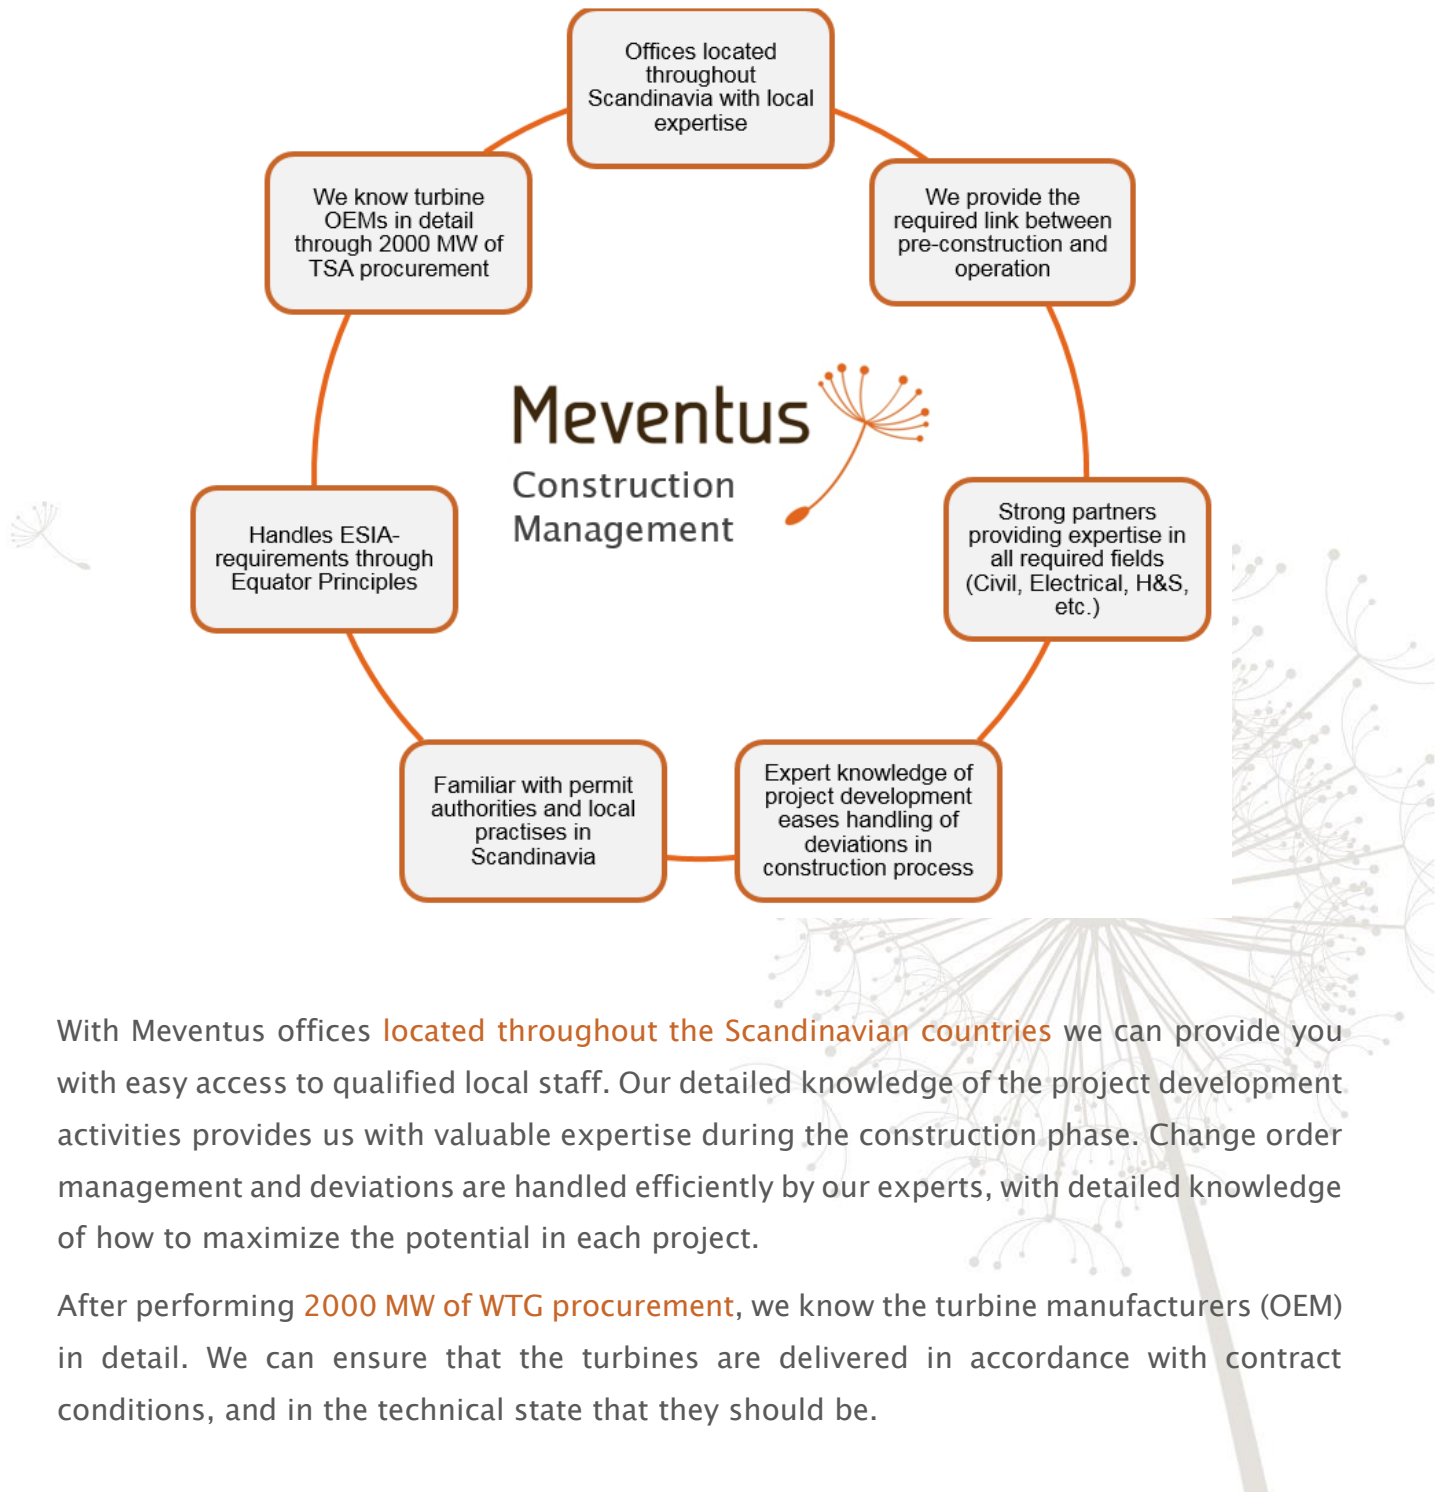 Offices located
throughout
Scandinavia with local
expertise
We provide the
required link between
pre-construction and
operation
Strong partners
providing expertise in
all required fields
(Civil, Electrical, H&S,
etc.)
Expert knowledge of
project development
eases handling of
deviations in
construction process
Familiar with permit
authorities and local
practises in
Scandinavia
Handles ESIA-
requirements through
Equator Principles
We know turbine
OEMs in detail
through 2000 MW of
TSA procurement
Meventus
Construction
Management
With Meventus offices located throughout the Scandinavian countries we can provide you
with easy access to qualified local staff. Our detailed knowledge of the project development
activities provides us with valuable expertise during the construction phase. Change order
management and deviations are handled efficiently by our experts, with detailed knowledge
of how to maximize the potential in each project.
After performing 2000 MW of WTG procurement, we know the turbine manufacturers (OEM)
in detail. We can ensure that the turbines are delivered in accordance with contract
conditions, and in the technical state that they should be.